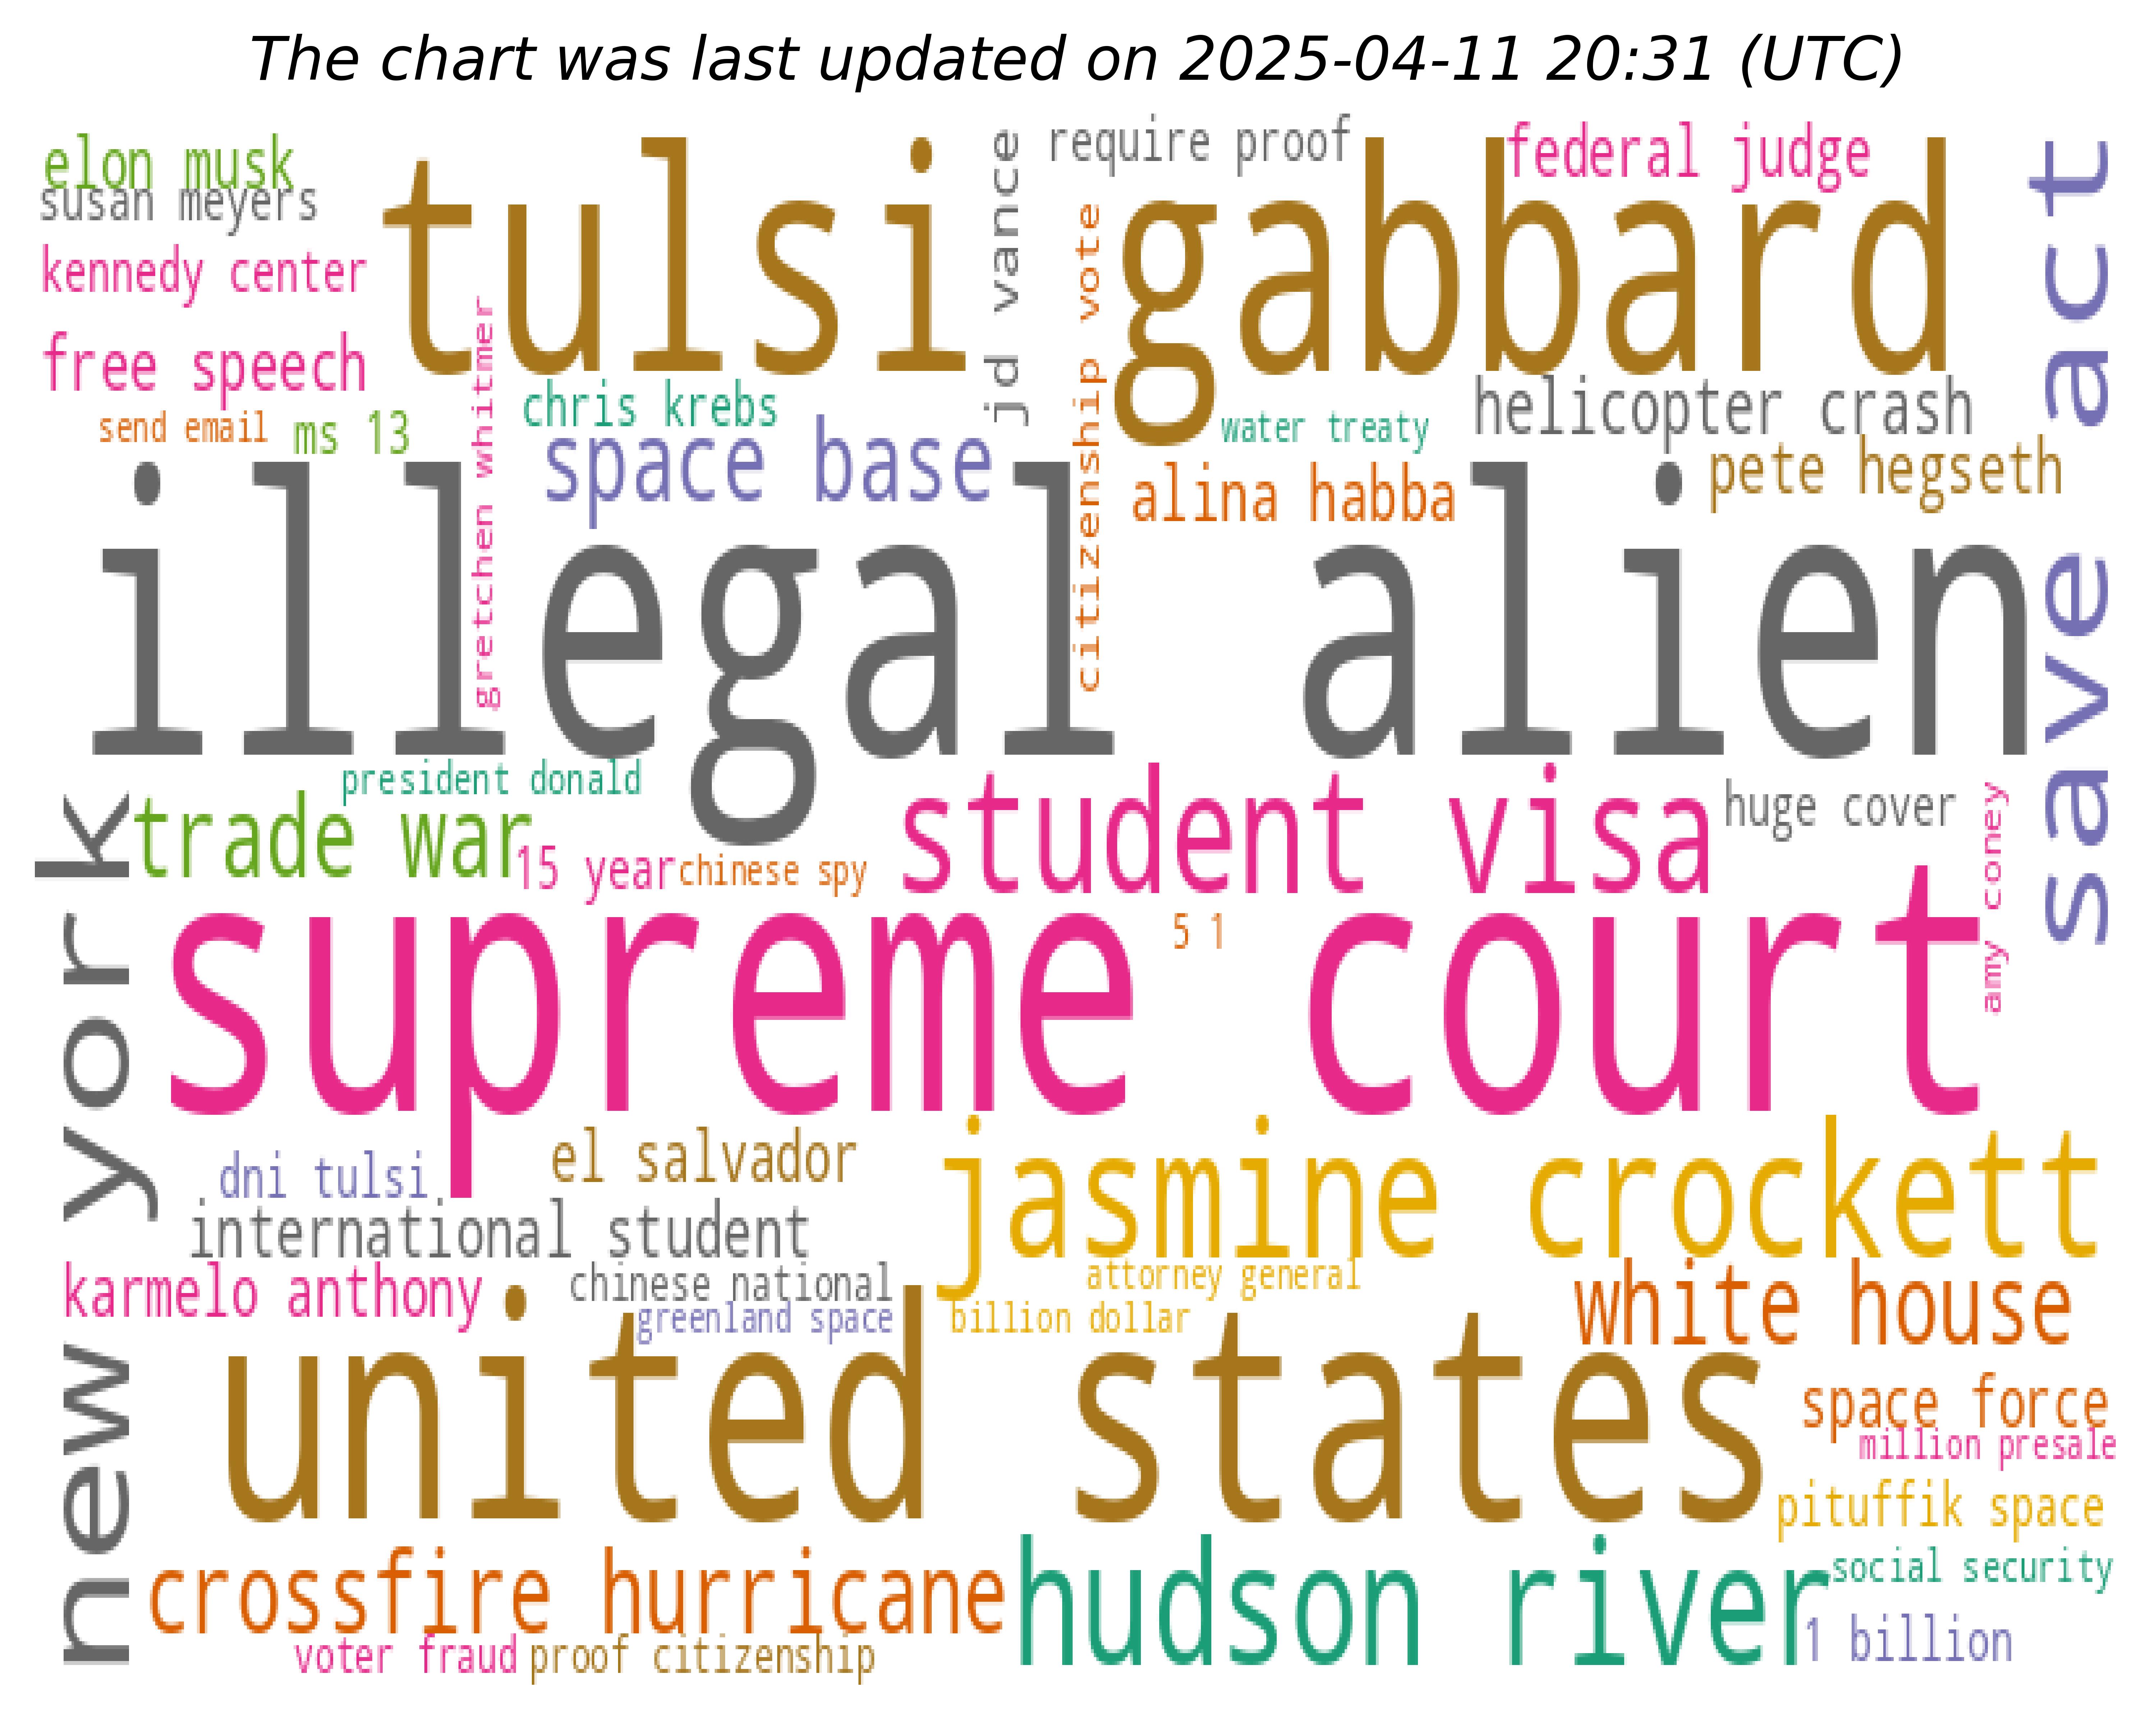 The chart was last updated on 2025-04-11 20:31 (UTC)
elon musk
susan meyers
kennedy center
free speech
send email
ms 13
tulsi gabbard
gretchen whitmer
chris krebs
space base
jd vance
require proof
citizenship vote
federal judge
water treaty
helicopter crash
alina habba
pete hegseth
save act
illegal alien
president donald
trade war
15 year
chinese spy
student visa
huge cover
amy coney
new york
supreme court
5 1
dni tulsi
el salvador
international student
jasmine crockett
karmelo anthony
chinese national
greenland space
attorney general
billion dollar
white house
united states
space force
million presale
pituffik space
crossfire hurricane
hudson river
social security
1 billion
voter fraud
proof citizenship